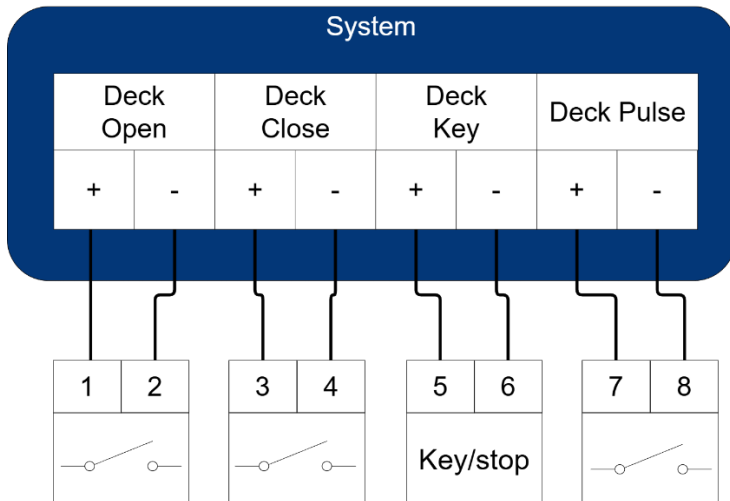 System
Deck
Open
Deck
Close
Deck
Key
Deck Pulse
+ - + - + - + -
1 2 3 4 5 6 7 8
Key/stop